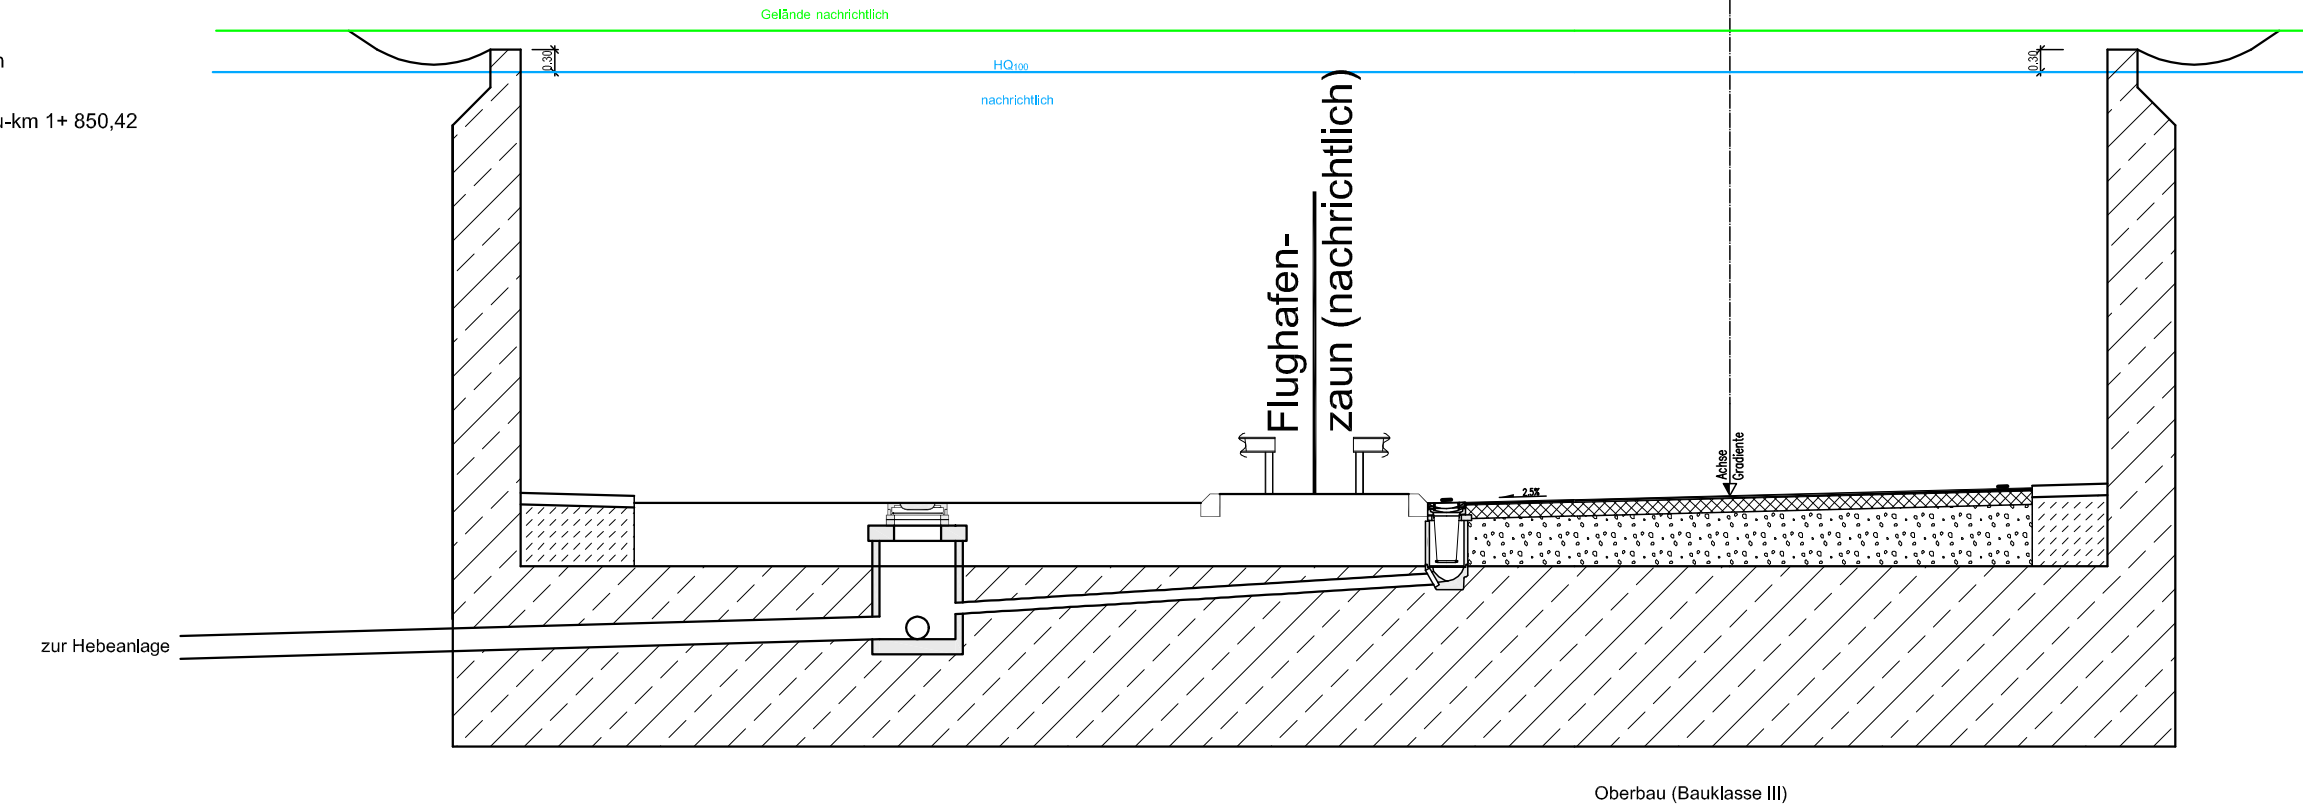 Gelände nachrichtlich
n
0.30
HQ100
0.30
nachrichtlich
u-km 1+ 850,42
Flughafen-
zaun (nachrichtlich)
Achse
Gradiente
2.5%
zur Hebeanlage
Oberbau (Bauklasse III)